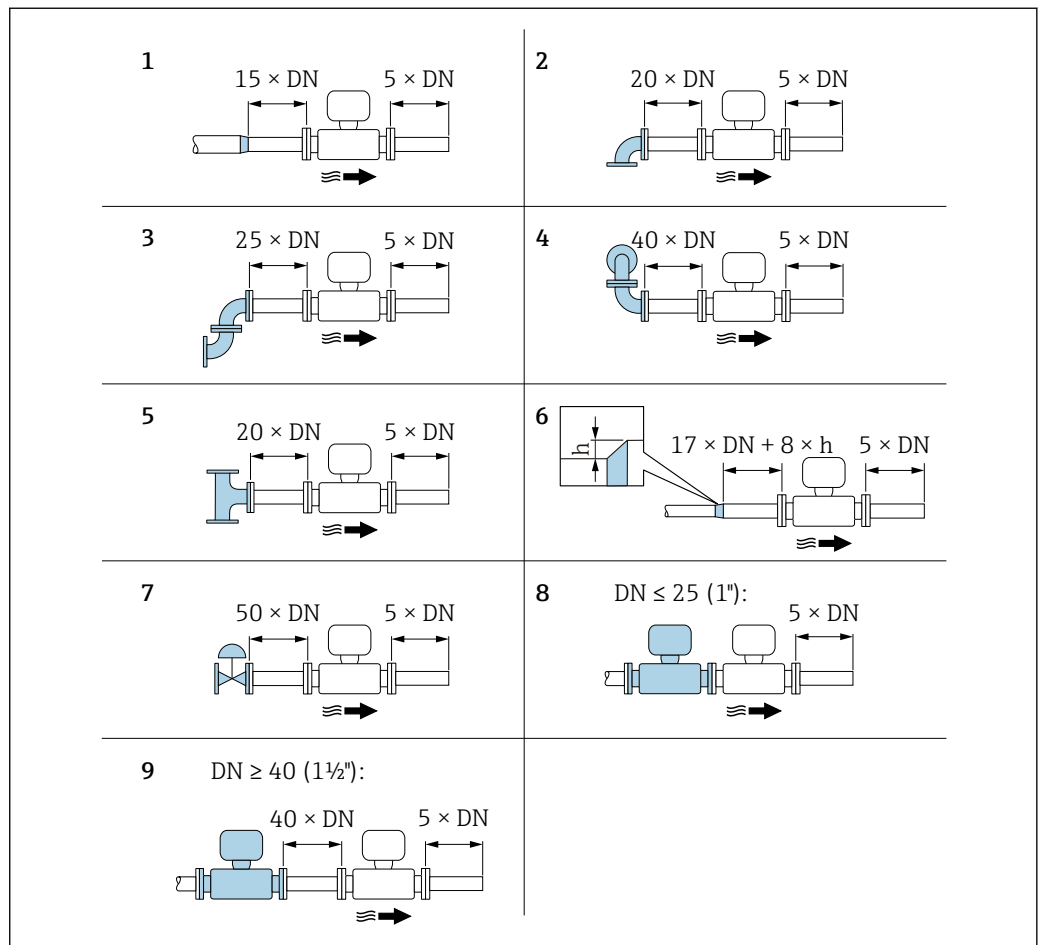 1
15 × DN 5 × DN
2
20 × DN 5 × DN
3
25 × DN 5 × DN
4
40 × DN 5 × DN
5
20 × DN 5 × DN
6
h
17 × DN + 8 × h 5 × DN
7
50 × DN 5 × DN
8 DN ≤ 25 (1"):
5 × DN
9 DN ≥ 40 (1½"):
40 × DN 5 × DN